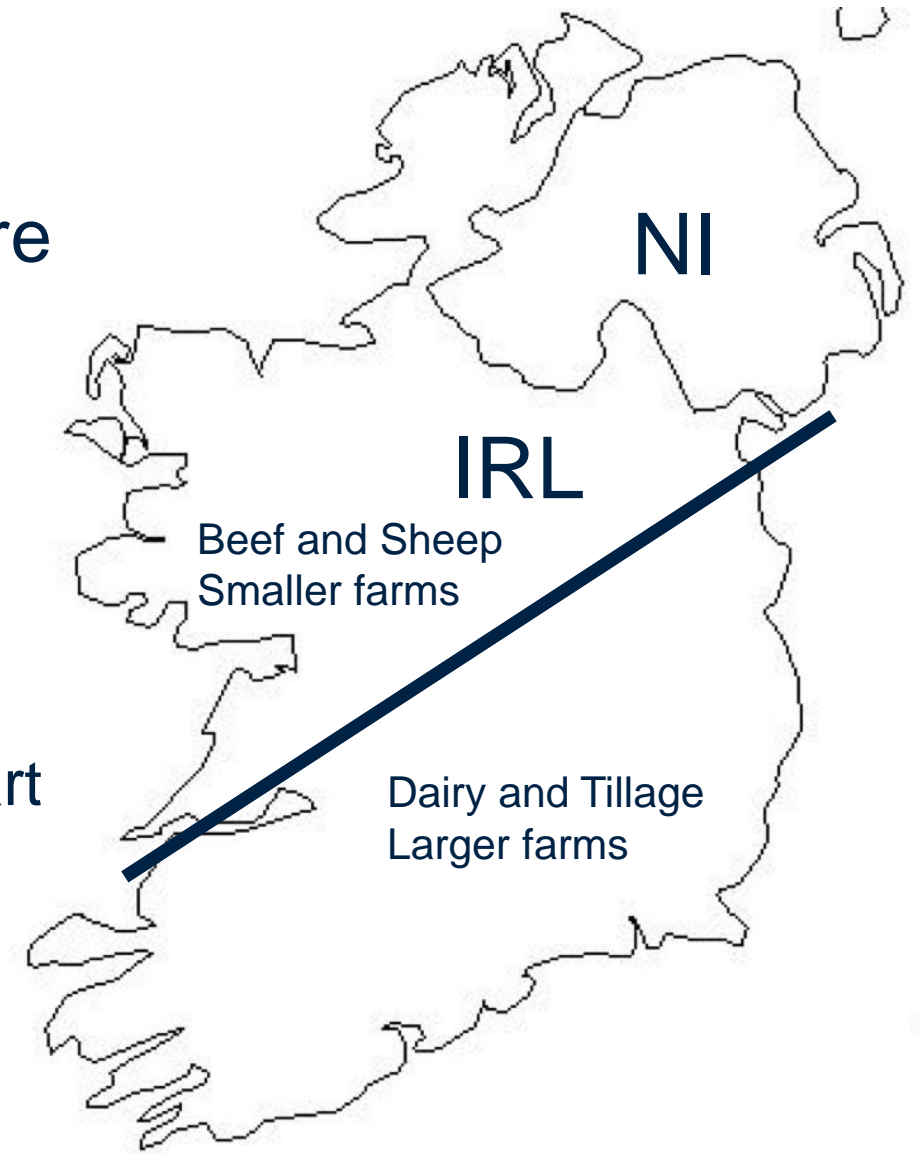 re
NI
IRL
Beef and Sheep
Smaller farms
rt
Dairy and Tillage
Larger farms